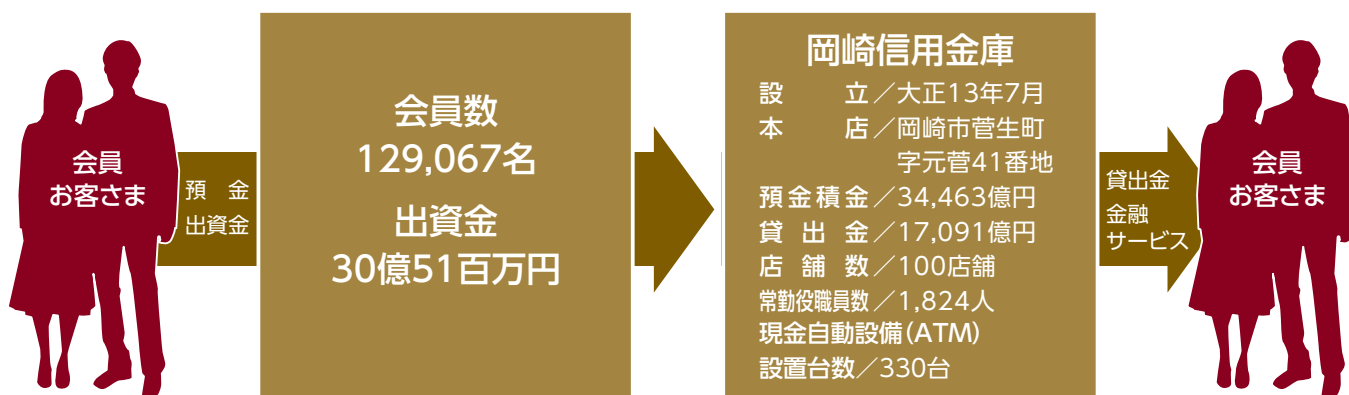 会員
お客さま
預 金
出資金
会員数
129,067名
出資金
30億51百万円
岡崎信用金庫
設 立／大正13年7月
本 店／岡崎市菅生町
字元菅41番地
預金積金／34,463億円
貸 出 金／17,091億円
店 舗 数／100店舗
常勤役職員数／1,824人
現金自動設備(ATM)
設置台数／330台
貸出金
金融
サービス
会員
お客さま